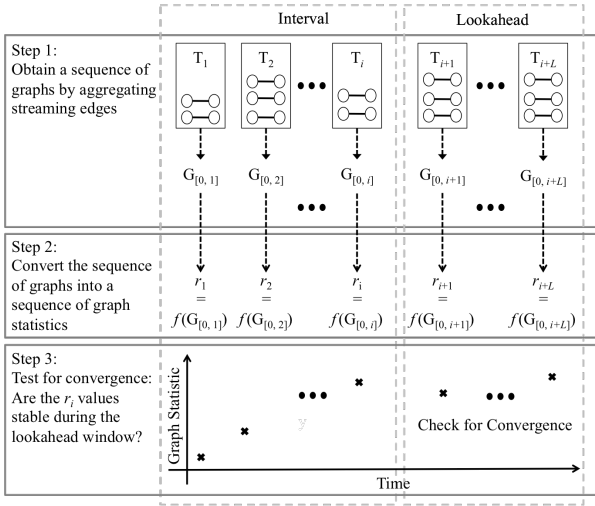 Interval Lookahead
Step 1:
Obtain a sequence of
graphs by aggregating
streaming edges
T1 T2 ••• Ti Ti+1 ••• Ti+L
G[0, 1] G[0, 2] G[0, i] G[0, i+1] G[0, i+L]
••• •••
Step 2:
Convert the sequence
of graphs into a
sequence of graph
statistics
r1 r2 ri ri+1 ri+L
= = = = =
f(G[0, 1]) f(G[0, 2]) f(G[0, i]) f(G[0, i+1]) f(G[0, i+L])
Step 3:
Test for convergence:
Are the ri values
stable during the
lookahead window?
Graph Statistic
••• •••
y
Check for Convergence
Time